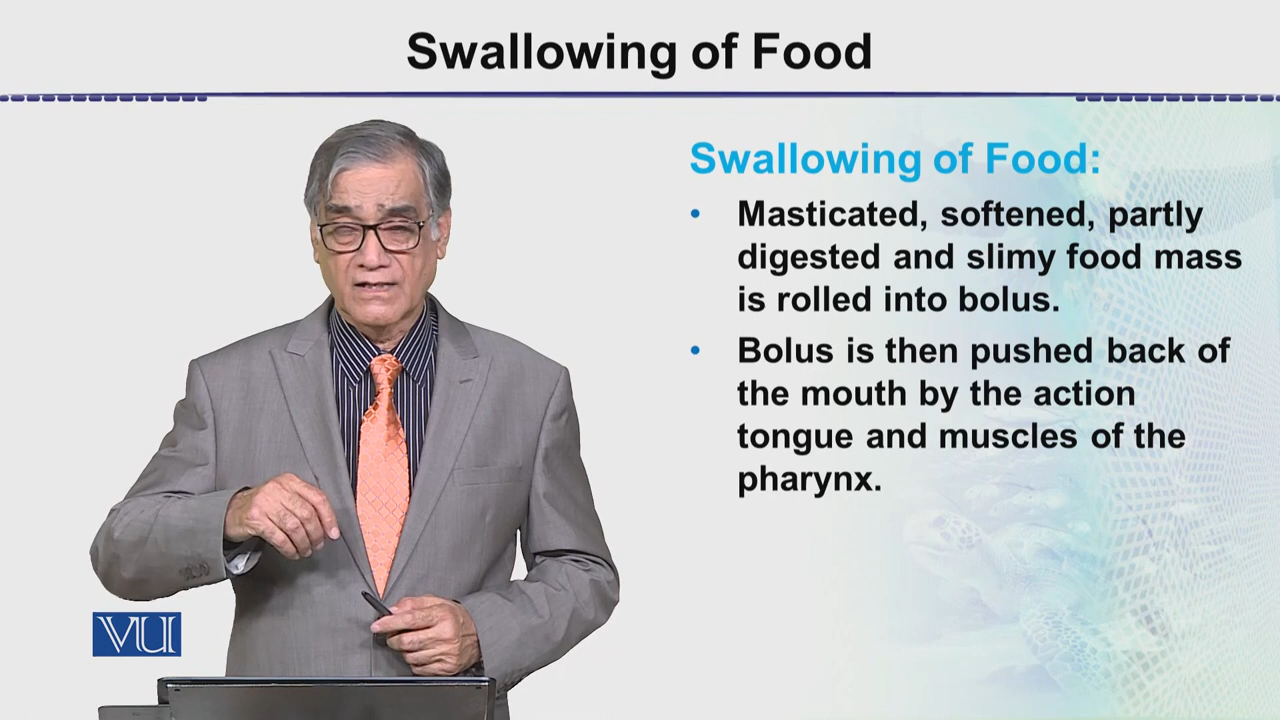 Swallowing of Food
Swallowing of Food:
• Masticated, softened, partly
digested and slimy food mass
is rolled into bolus.
• Bolus is then pushed back of
the mouth by the action
tongue and muscles of the
pharynx.
VU